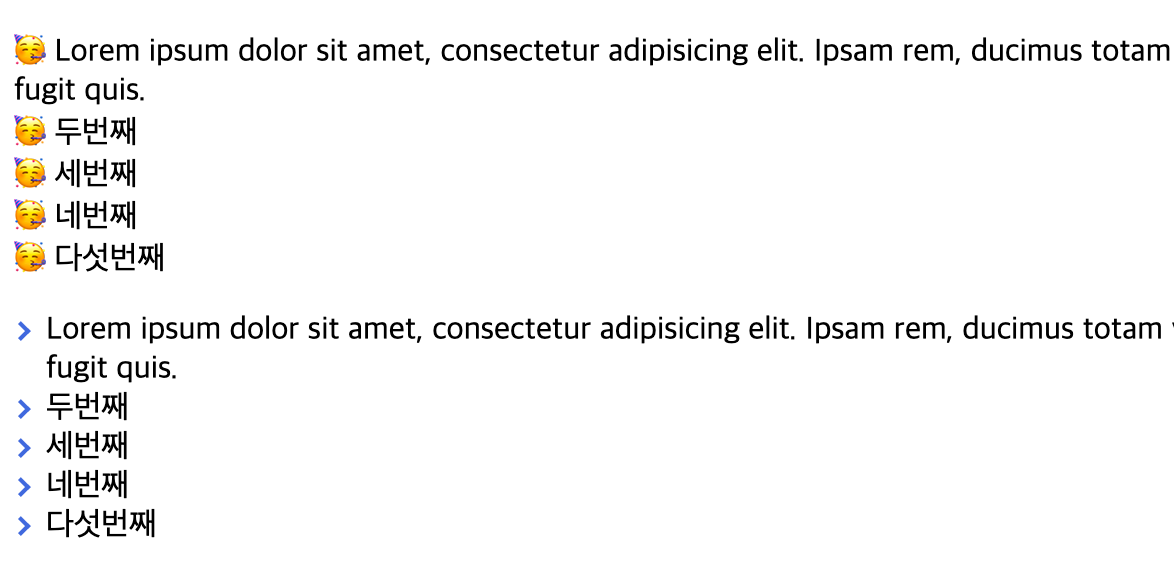 🥳 Lorem ipsum dolor sit amet, consectetur adipisicing elit. Ipsam rem, ducimus totam
fugit quis.
🥳 두번째
🥳 세번째
🥳 네번째
🥳 다섯번째
> Lorem ipsum dolor sit amet, consectetur adipisicing elit. Ipsam rem, ducimus totam
fugit quis.
> 두번째
> 세번째
> 네번째
> 다섯번째